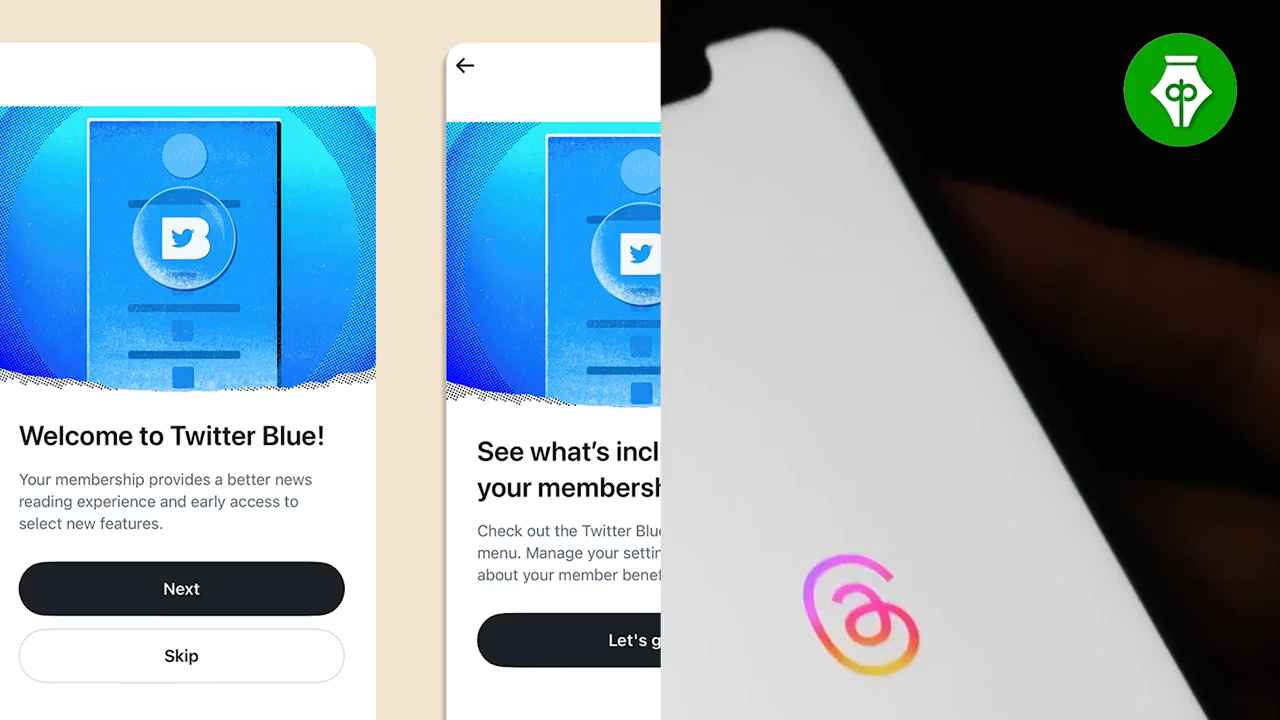 Welcome to Twitter Blue!
Your membership provides a better news
reading experience and early access to
select new features.
Next
Skip
See what's incl
your membersh
Check out the Twitter Blu
menu. Manage your settin
about your member benef
Let's g